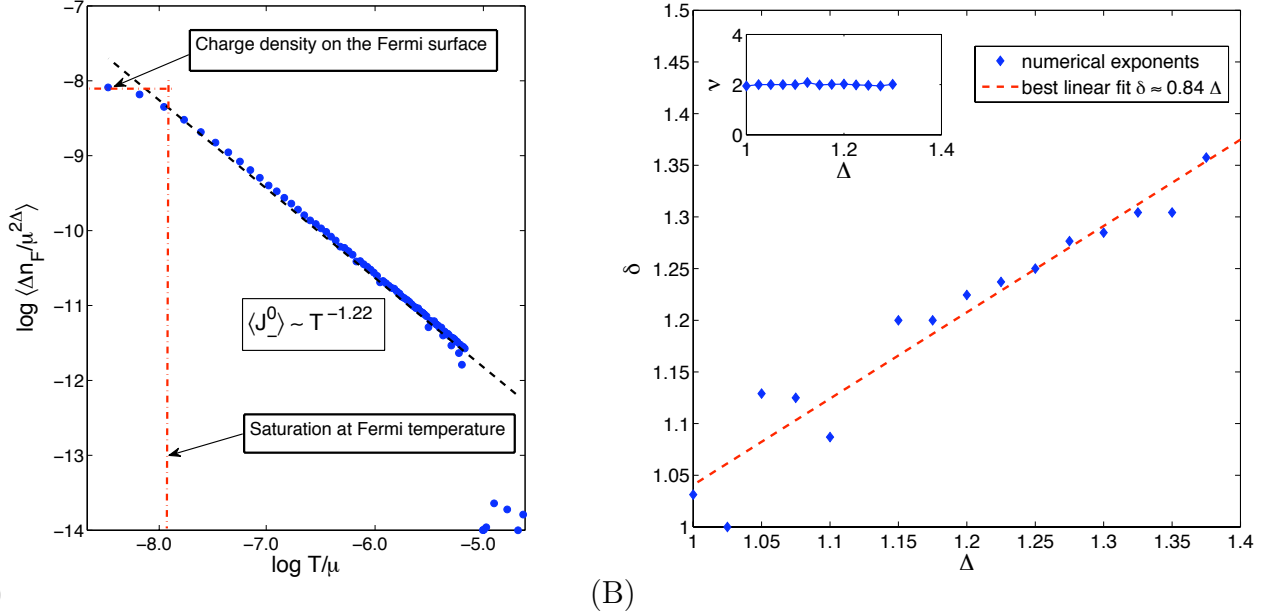 −7
−8
−9
−10
−11
−12
−13
−14
log ⟨Δn_F/μ^{2Δ}⟩
Charge density on the Fermi surface
⟨J_−^0⟩ ~ T^{−1.22}
Saturation at Fermi temperature
−8.0 −7.0 −6.0 −5.0
log T/μ
)
(B)
1.5
1.45
1.4
1.35
1.3
1.25
1.2
1.15
1.1
1.05
1
δ
4
2
0
ν
1 1.2 1.4
Δ
numerical exponents
best linear fit δ ≈ 0.84 Δ
1 1.05 1.1 1.15 1.2 1.25 1.3 1.35 1.4
Δ